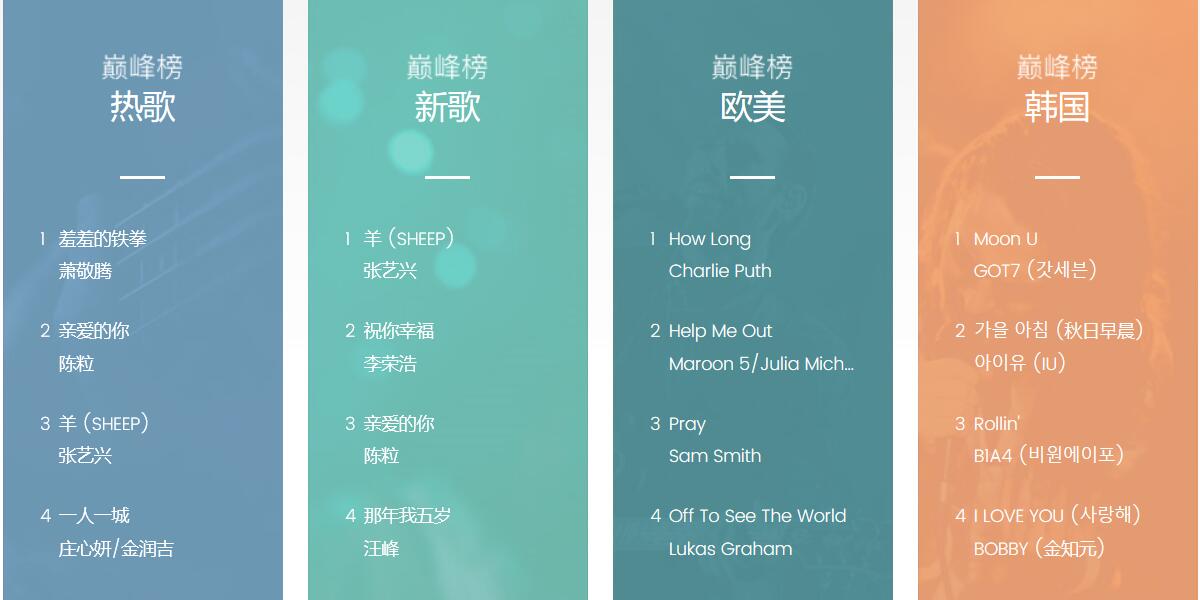 巅峰榜
热歌
1 羞羞的铁拳
萧敬腾
2 亲爱的你
陈粒
3 羊 (SHEEP)
张艺兴
4 一人一城
庄心妍/金润吉
巅峰榜
新歌
1 羊 (SHEEP)
张艺兴
2 祝你幸福
李荣浩
3 亲爱的你
陈粒
4 那年我五岁
汪峰
巅峰榜
欧美
1 How Long
Charlie Puth
2 Help Me Out
Maroon 5/Julia Mich...
3 Pray
Sam Smith
4 Off To See The World
Lukas Graham
巅峰榜
韩国
1 Moon U
GOT7 (갓세븐)
2 가을 아침 (秋日早晨)
아이유 (IU)
3 Rollin'
B1A4 (비원에이포)
4 I LOVE YOU (사랑해)
BOBBY (金知元)